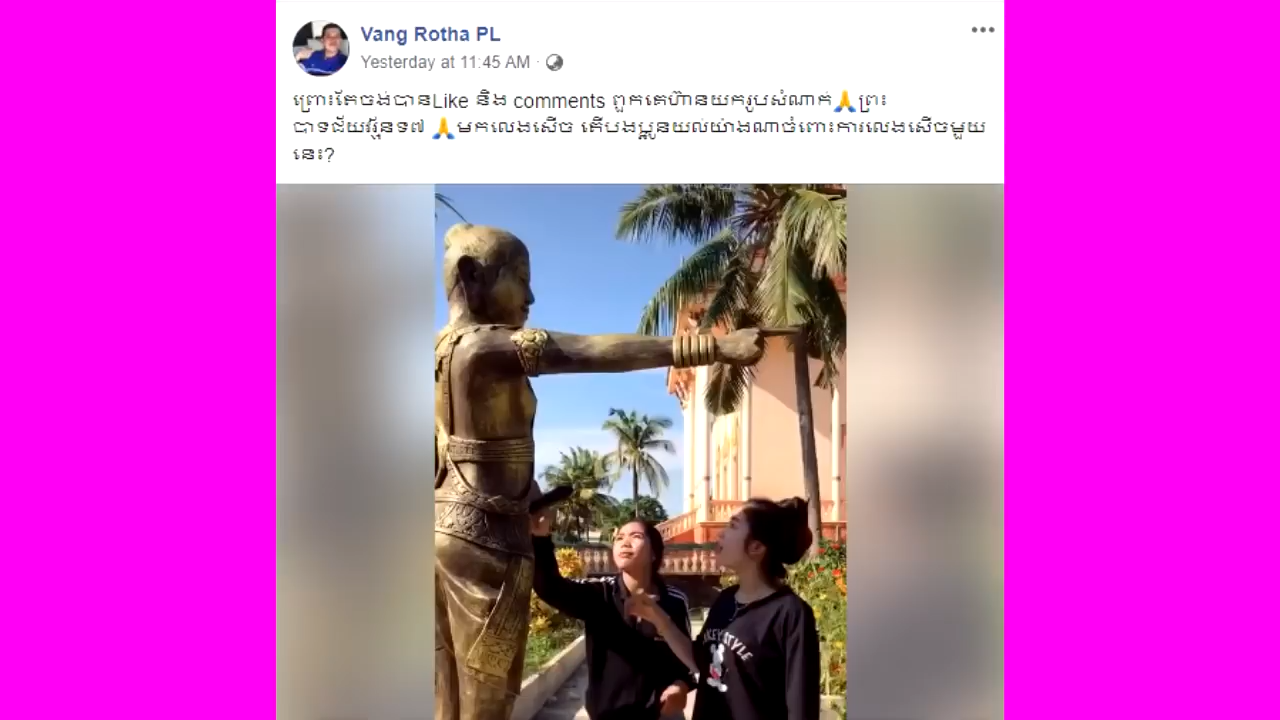 Vang Rotha PL
Yesterday at 11:45 AM ·
ព្រោះតែចង់បានLike និង comments ពួកគេហ៊ានយករូបសំណាក់🙏ព្រះ
បាទជ័យវរ្ម័នទ៧ 🙏មកលេងសើច តើបងប្អូនយល់យ៉ាងណាចំពោះការលេងសើចមួយ
នេះ?
STYLE